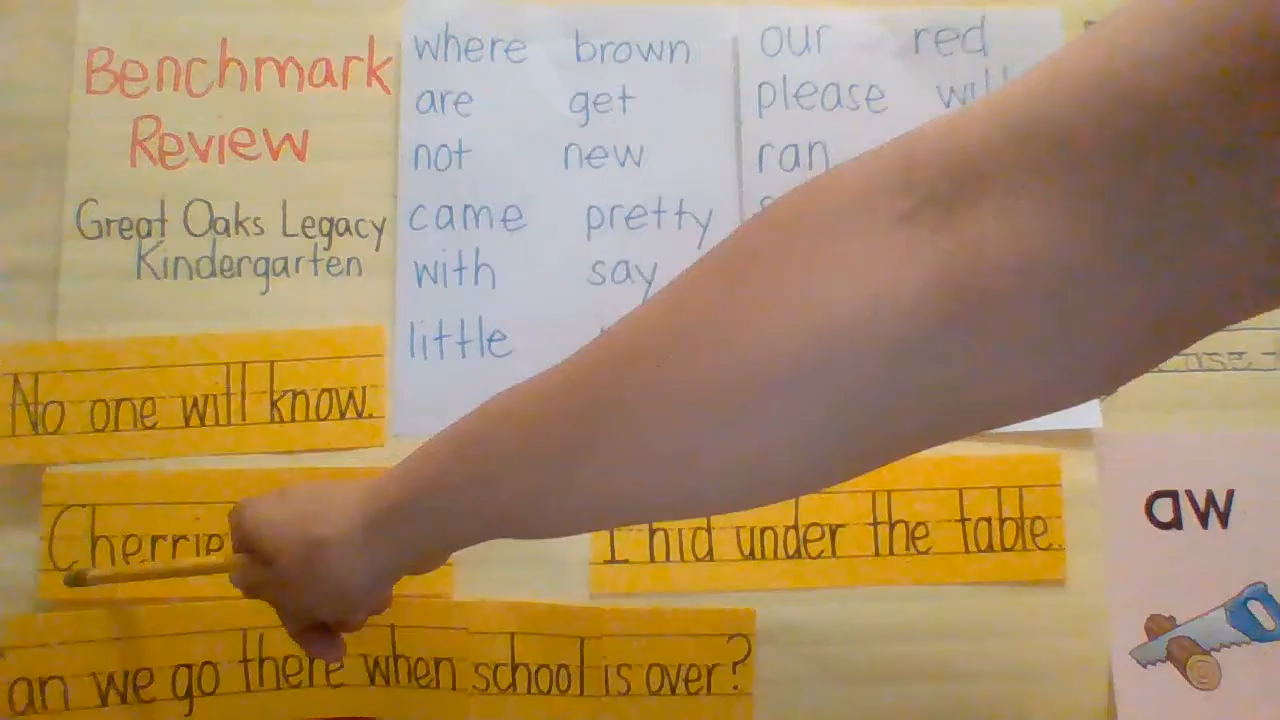 Benchmark
Review
Great Oaks Legacy
Kindergarten
where brown
are get
not new
came pretty
with say
little
our red
please
ran
No one will know.
I hid under the table.
we go there when school is over?
aw